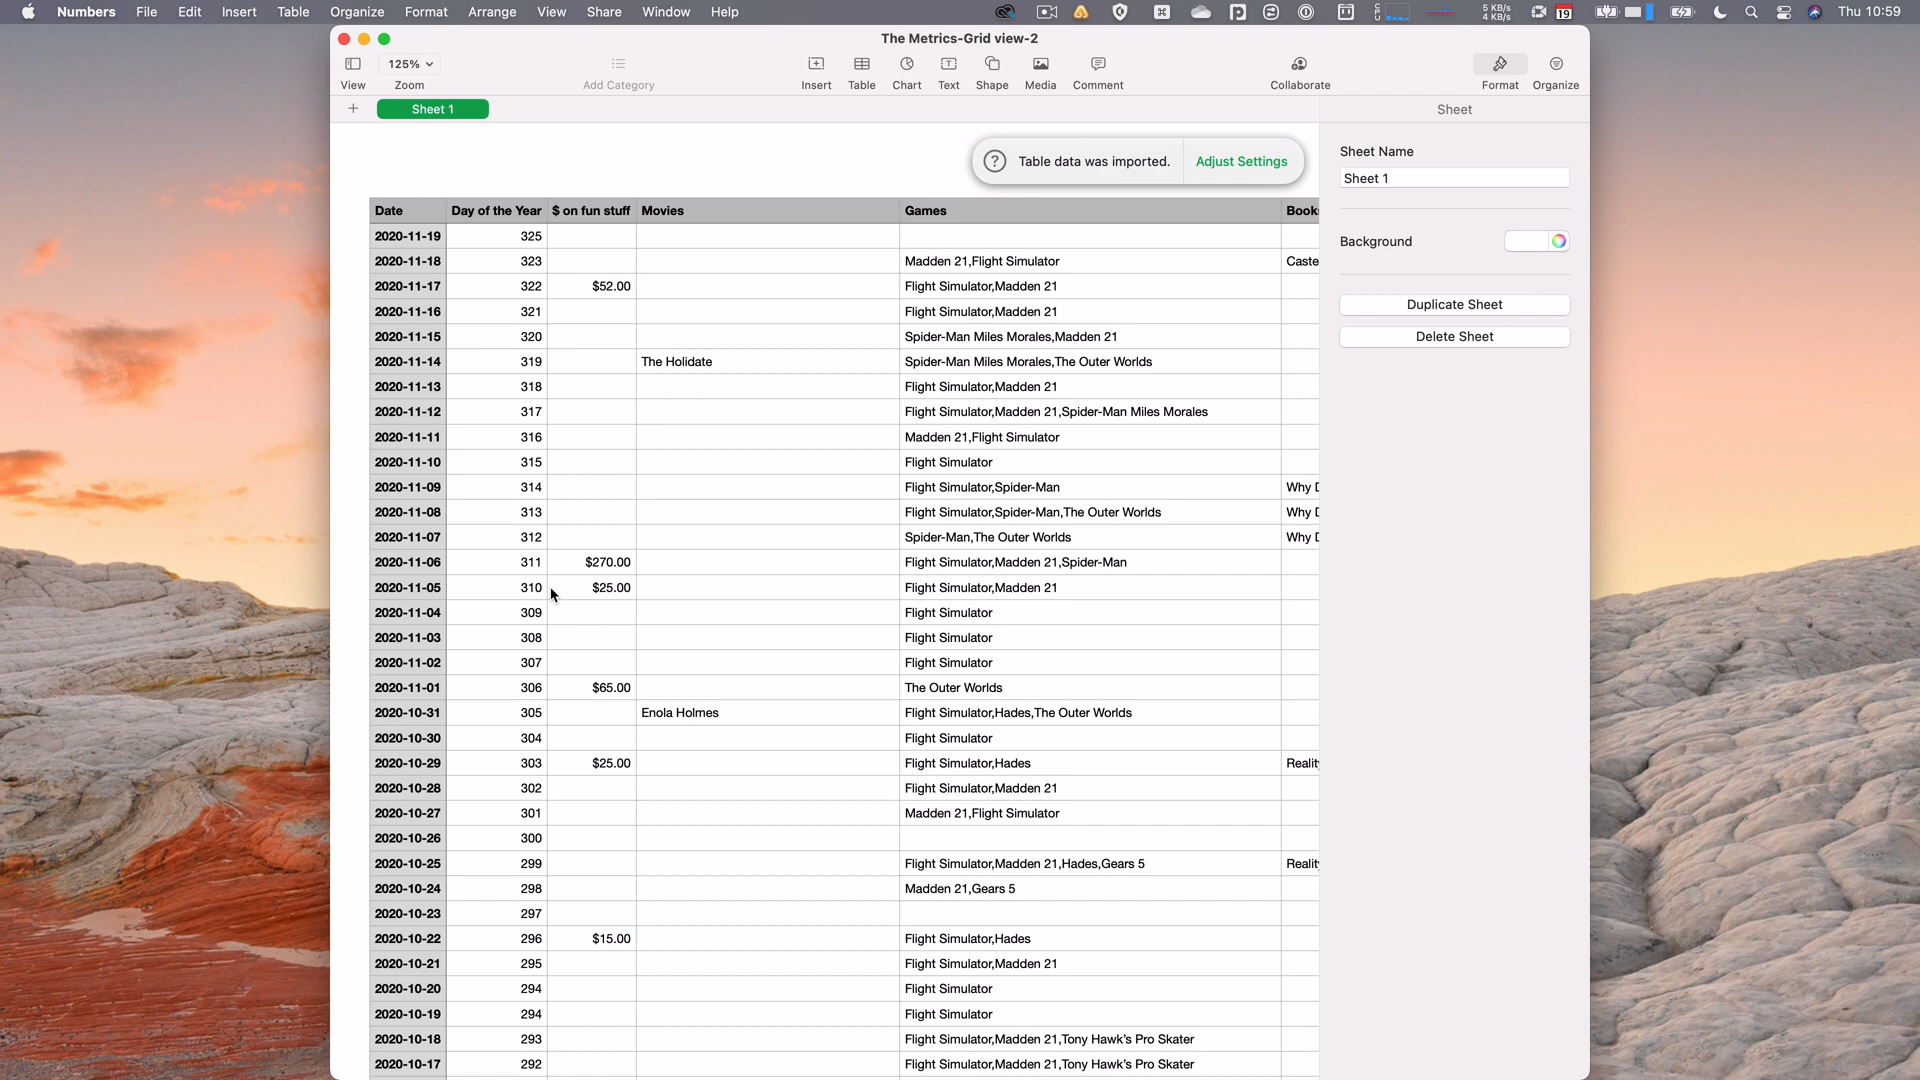 Numbers File Edit Insert Table Organize Format Arrange View Share Window Help 5 KB/s 4 KB/s 19 Thu 10:59
The Metrics-Grid view-2
125%
View Zoom Add Category Insert Table Chart Text Shape Media Comment Collaborate Format Organize
Sheet 1 Sheet
Table data was imported. Adjust Settings
Sheet Name
Sheet 1
Background
Duplicate Sheet
Delete Sheet
Date Day of the Year $ on fun stuff Movies Games Book
2020-11-19 325
2020-11-18 323 Madden 21,Flight Simulator Caste
2020-11-17 322 $52.00 Flight Simulator,Madden 21
2020-11-16 321 Flight Simulator,Madden 21
2020-11-15 320 Spider-Man Miles Morales,Madden 21
2020-11-14 319 The Holidate Spider-Man Miles Morales,The Outer Worlds
2020-11-13 318 Flight Simulator,Madden 21
2020-11-12 317 Flight Simulator,Madden 21,Spider-Man Miles Morales
2020-11-11 316 Madden 21,Flight Simulator
2020-11-10 315 Flight Simulator
2020-11-09 314 Flight Simulator,Spider-Man Why
2020-11-08 313 Flight Simulator,Spider-Man,The Outer Worlds Why
2020-11-07 312 Spider-Man,The Outer Worlds Why
2020-11-06 311 $270.00 Flight Simulator,Madden 21,Spider-Man
2020-11-05 310 $25.00 Flight Simulator,Madden 21
2020-11-04 309 Flight Simulator
2020-11-03 308 Flight Simulator
2020-11-02 307 Flight Simulator
2020-11-01 306 $65.00 The Outer Worlds
2020-10-31 305 Enola Holmes Flight Simulator,Hades,The Outer Worlds
2020-10-30 304 Flight Simulator
2020-10-29 303 $25.00 Flight Simulator,Hades Reality
2020-10-28 302 Flight Simulator,Madden 21
2020-10-27 301 Madden 21,Flight Simulator
2020-10-26 300
2020-10-25 299 Flight Simulator,Madden 21,Hades,Gears 5 Reality
2020-10-24 298 Madden 21,Gears 5
2020-10-23 297
2020-10-22 296 $15.00 Flight Simulator,Hades
2020-10-21 295 Flight Simulator,Madden 21
2020-10-20 294 Flight Simulator
2020-10-19 294 Flight Simulator
2020-10-18 293 Flight Simulator,Madden 21,Tony Hawk's Pro Skater
2020-10-17 292 Flight Simulator,Madden 21,Tony Hawk's Pro Skater